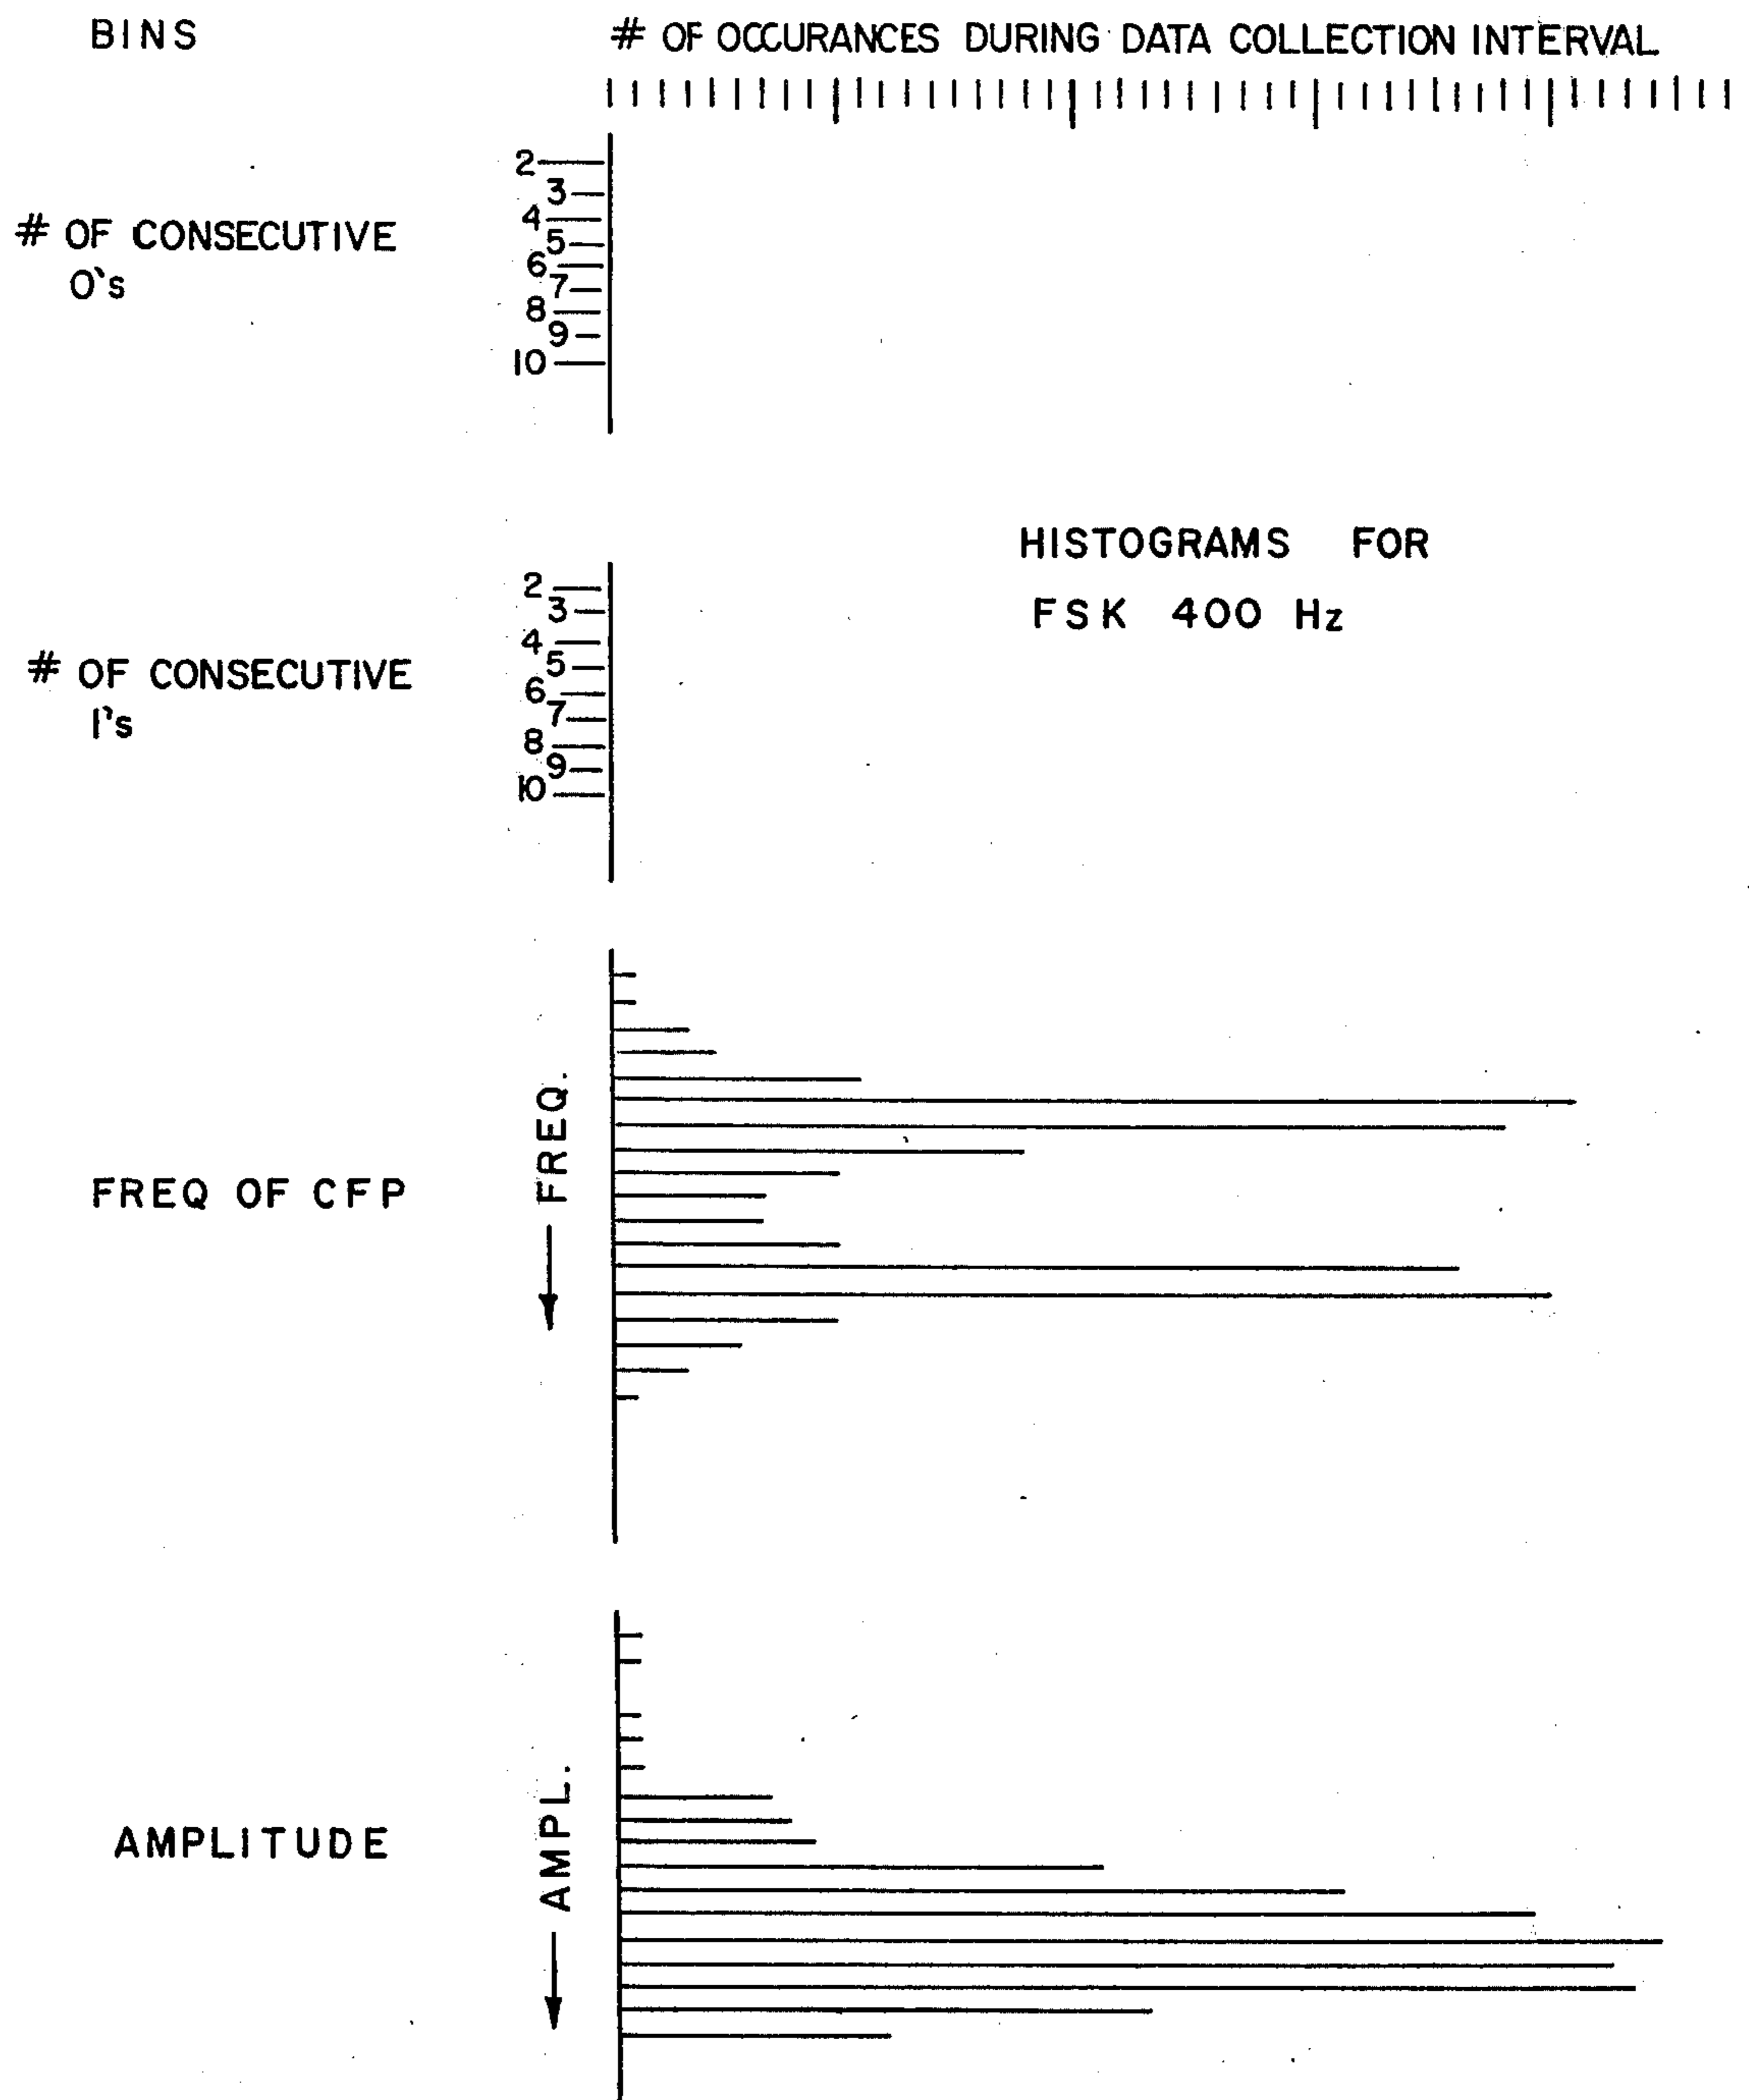 BINS
# OF OCCURANCES DURING DATA COLLECTION INTERVAL
# OF CONSECUTIVE
0's
2
3
4
5
6
7
8
9
10
HISTOGRAMS FOR
FSK 400 Hz
# OF CONSECUTIVE
1's
2
3
4
5
6
7
8
9
10
FREQ OF CFP
FREQ.
AMPLITUDE
AMPL.